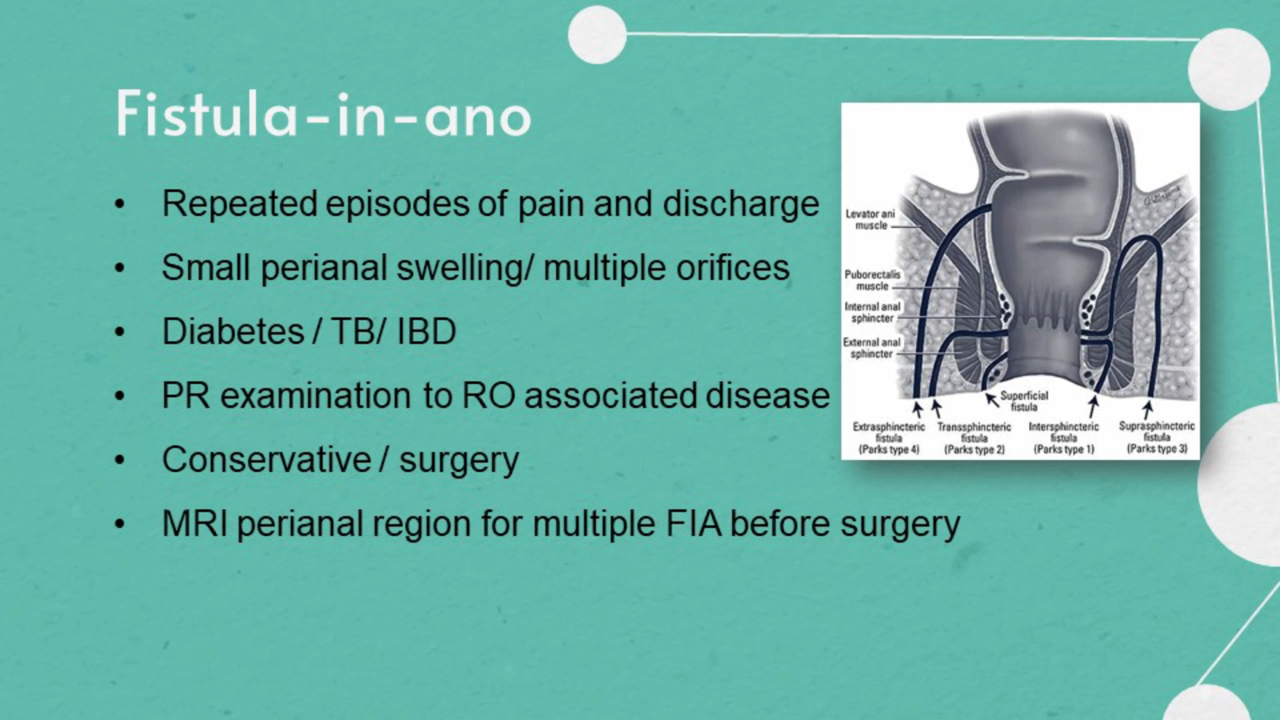 Fistula-in-ano
• Repeated episodes of pain and discharge
• Small perianal swelling/ multiple orifices
• Diabetes / TB/ IBD
• PR examination to RO associated disease
• Conservative / surgery
• MRI perianal region for multiple FIA before surgery
Levator ani
muscle
Puborectalis
muscle
Internal anal
sphincter
External anal
sphincter
Superficial
fistula
Extrasphincteric
fistula
(Parks type 4)
Transsphincteric
fistula
(Parks type 2)
Intersphincteric
fistula
(Parks type 1)
Suprasphincteric
fistula
(Parks type 3)